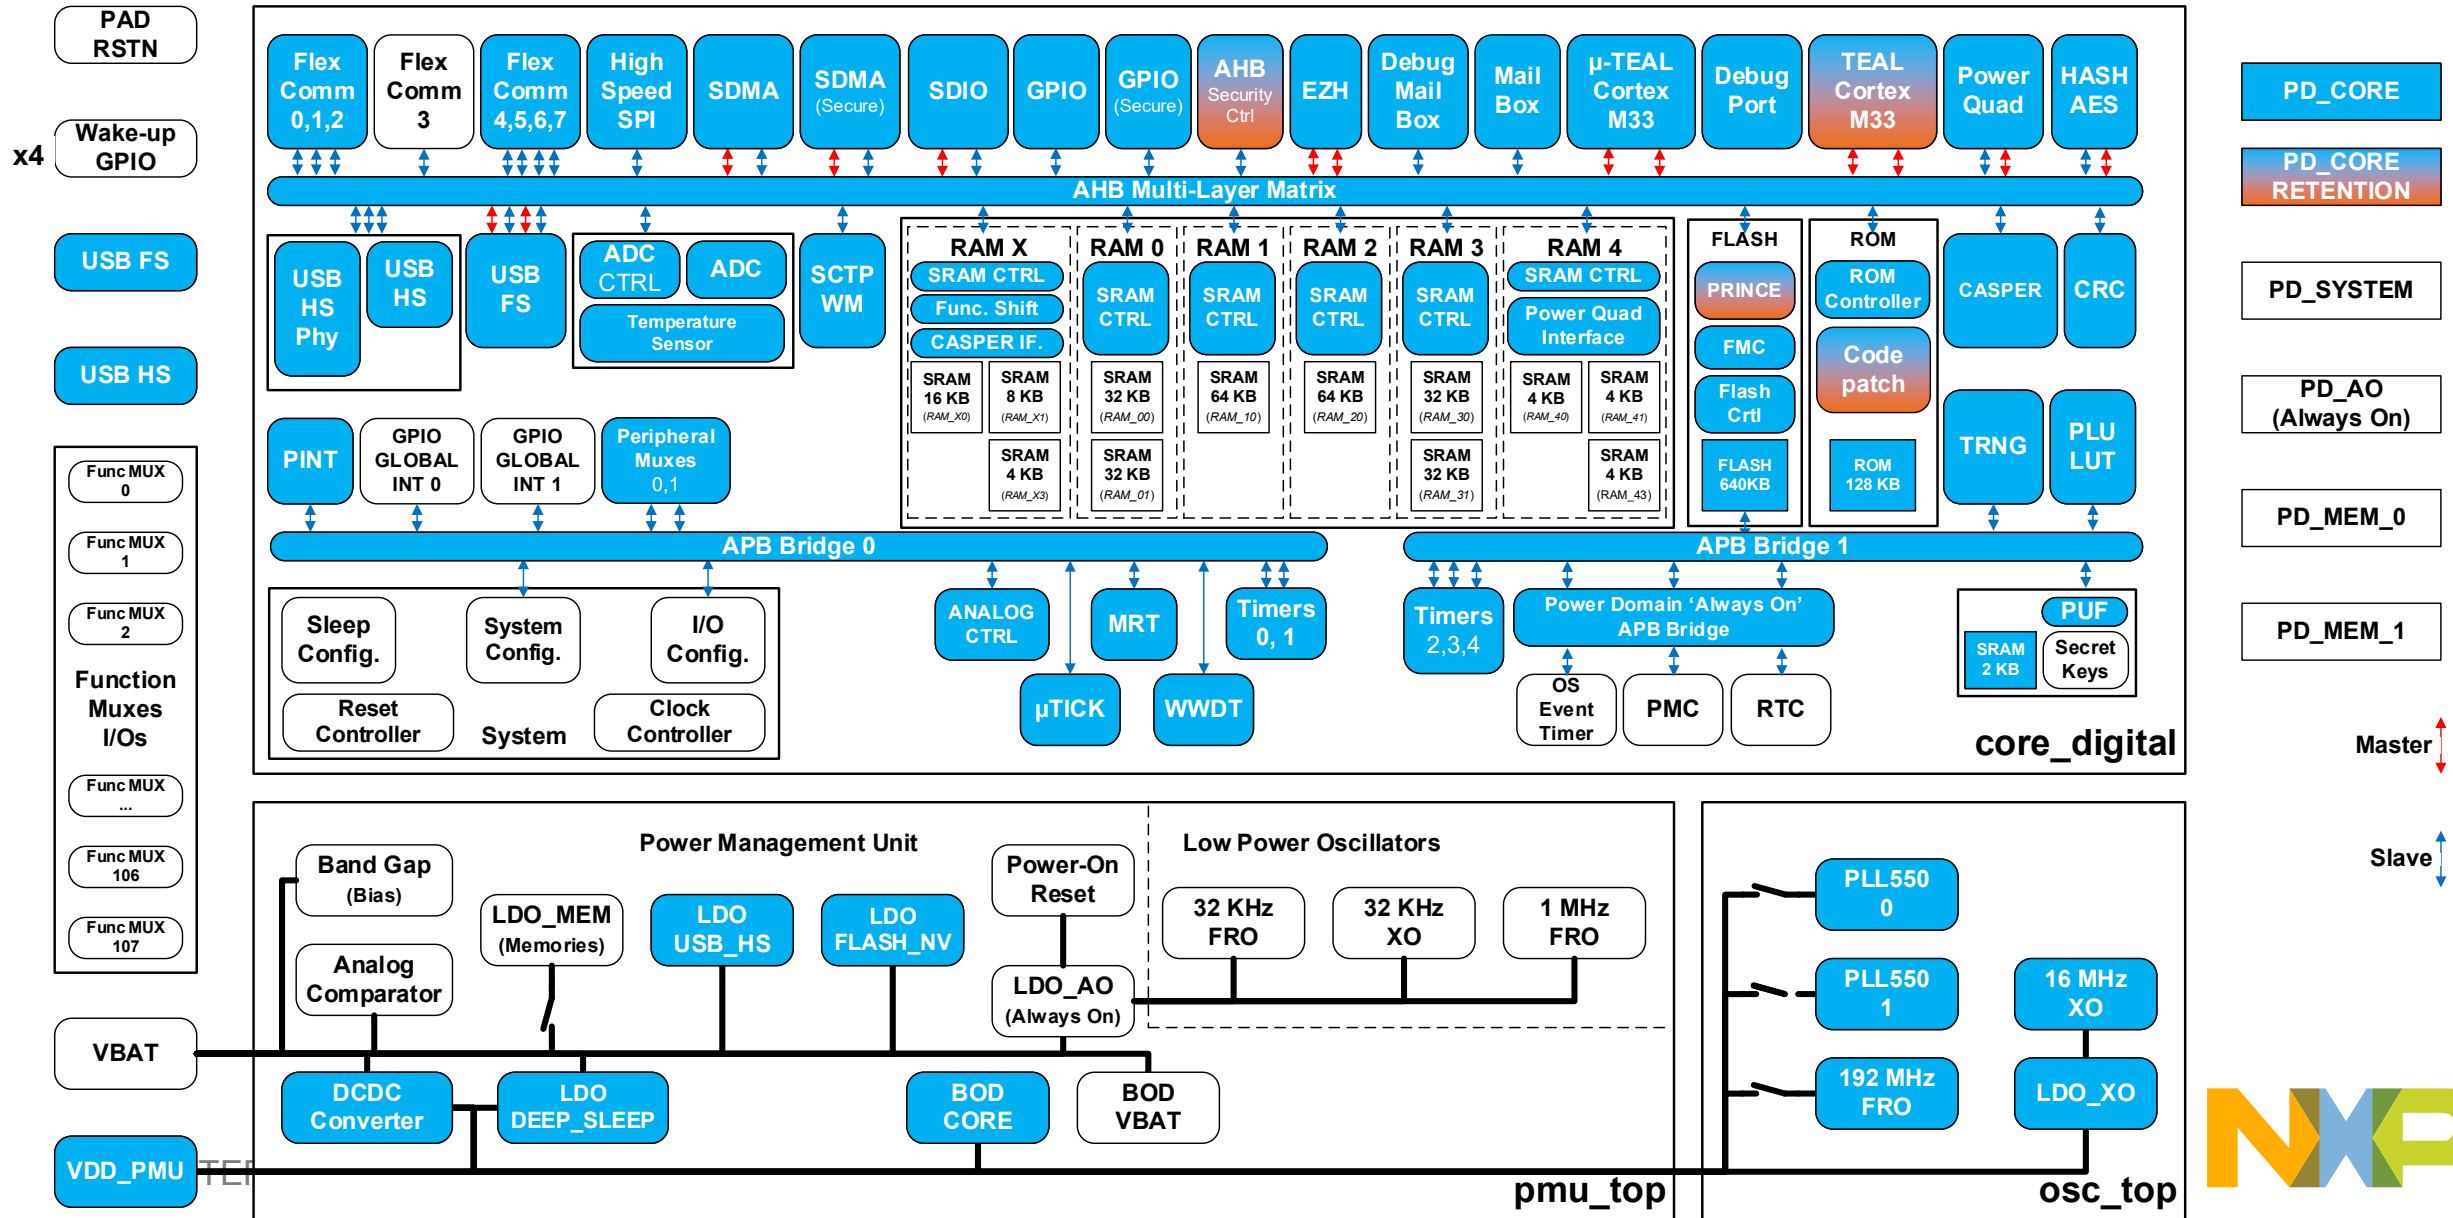 PAD
RSTN
x4
Wake-up
GPIO
USB FS
USB HS
Func MUX
0
Func MUX
1
Func MUX
2
Function
Muxes
I/Os
Func MUX
...
Func MUX
106
Func MUX
107
VBAT
VDD_PMU
Flex
Comm
0,1,2
Flex
Comm
3
Flex
Comm
4,5,6,7
High
Speed
SPI
SDMA
SDMA
(Secure)
SDIO
GPIO
GPIO
(Secure)
AHB
Security
Ctrl
EZH
Debug
Mail
Box
Mail
Box
µ-TEAL
Cortex
M33
Debug
Port
TEAL
Cortex
M33
Power
Quad
HASH
AES
AHB Multi-Layer Matrix
USB
HS
Phy
USB
HS
USB
FS
ADC
CTRL
ADC
Temperature
Sensor
SCTP
WM
RAM X
SRAM CTRL
Func. Shift
CASPER IF.
SRAM
16 KB
(RAM_X0)
SRAM
8 KB
(RAM_X1)
SRAM
4 KB
(RAM_X3)
RAM 0
SRAM
CTRL
SRAM
32 KB
(RAM_00)
SRAM
32 KB
(RAM_01)
RAM 1
SRAM
CTRL
SRAM
64 KB
(RAM_10)
RAM 2
SRAM
CTRL
SRAM
64 KB
(RAM_20)
RAM 3
SRAM
CTRL
SRAM
32 KB
(RAM_30)
SRAM
32 KB
(RAM_31)
RAM 4
SRAM CTRL
Power Quad
Interface
SRAM
4 KB
(RAM_40)
SRAM
4 KB
(RAM_41)
SRAM
4 KB
(RAM_43)
FLASH
PRINCE
FMC
Flash
Crtl
FLASH
640KB
ROM
ROM
Controller
Code
patch
ROM
128 KB
CASPER
CRC
TRNG
PLU
LUT
PINT
GPIO
GLOBAL
INT 0
GPIO
GLOBAL
INT 1
Peripheral
Muxes
0,1
APB Bridge 0
APB Bridge 1
Sleep
Config.
System
Config.
I/O
Config.
Reset
Controller
System
Clock
Controller
ANALOG
CTRL
µTICK
MRT
WWDT
Timers
0, 1
Timers
2,3,4
Power Domain ‘Always On’
APB Bridge
OS
Event
Timer
PMC
RTC
PUF
SRAM
2 KB
Secret
Keys
core_digital
Power Management Unit
Band Gap
(Bias)
Analog
Comparator
LDO_MEM
(Memories)
LDO
USB_HS
LDO
FLASH_NV
Power-On
Reset
LDO_AO
(Always On)
Low Power Oscillators
32 KHz
FRO
32 KHz
XO
1 MHz
FRO
DCDC
Converter
LDO
DEEP_SLEEP
BOD
CORE
BOD
VBAT
pmu_top
PLL550
0
PLL550
1
192 MHz
FRO
16 MHz
XO
LDO_XO
osc_top
PD_CORE
PD_CORE
RETENTION
PD_SYSTEM
PD_AO
(Always On)
PD_MEM_0
PD_MEM_1
Master
Slave
NXP